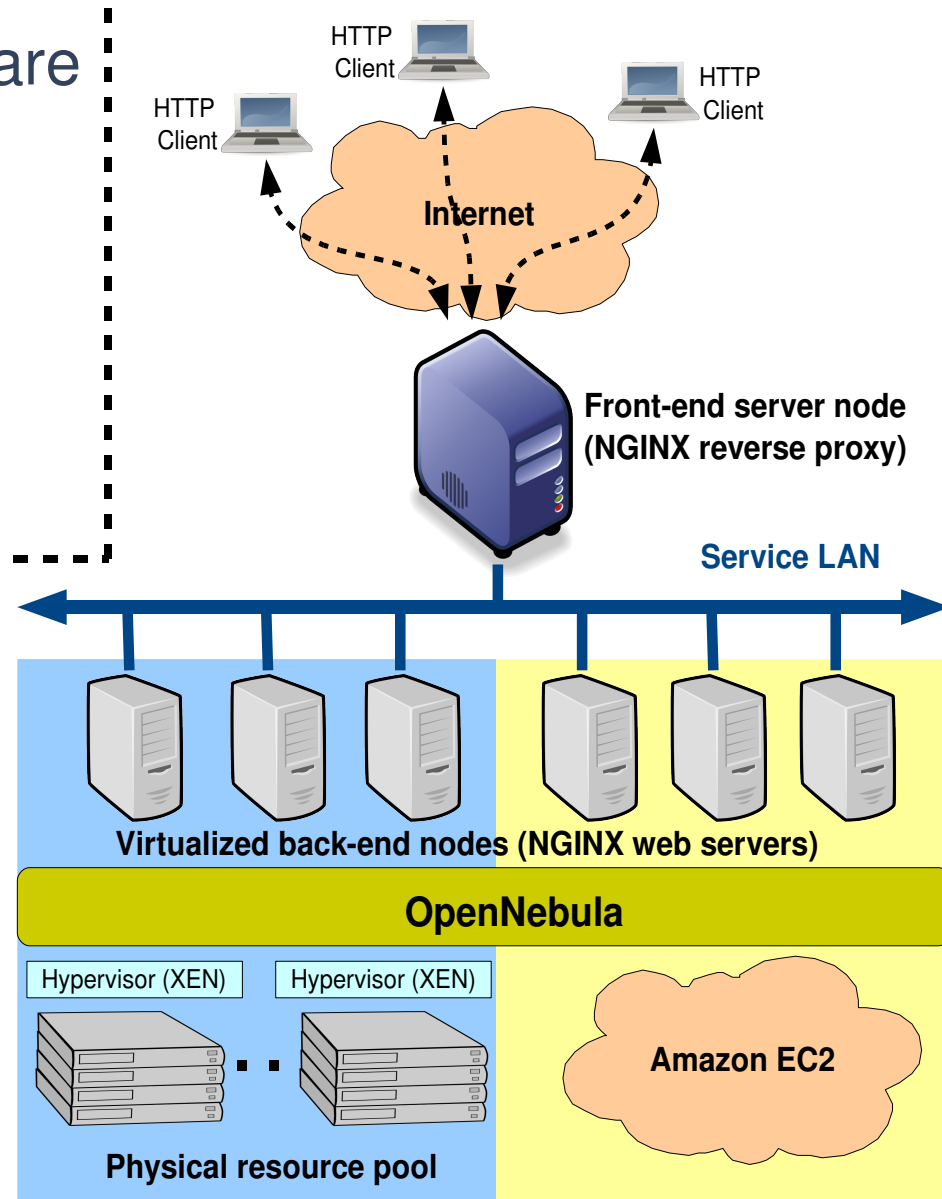 are
HTTP
Client
HTTP
Client
HTTP
Client
Internet
Front-end server node
(NGINX reverse proxy)
Service LAN
Virtualized back-end nodes (NGINX web servers)
OpenNebula
Hypervisor (XEN)
Hypervisor (XEN)
Amazon EC2
Physical resource pool